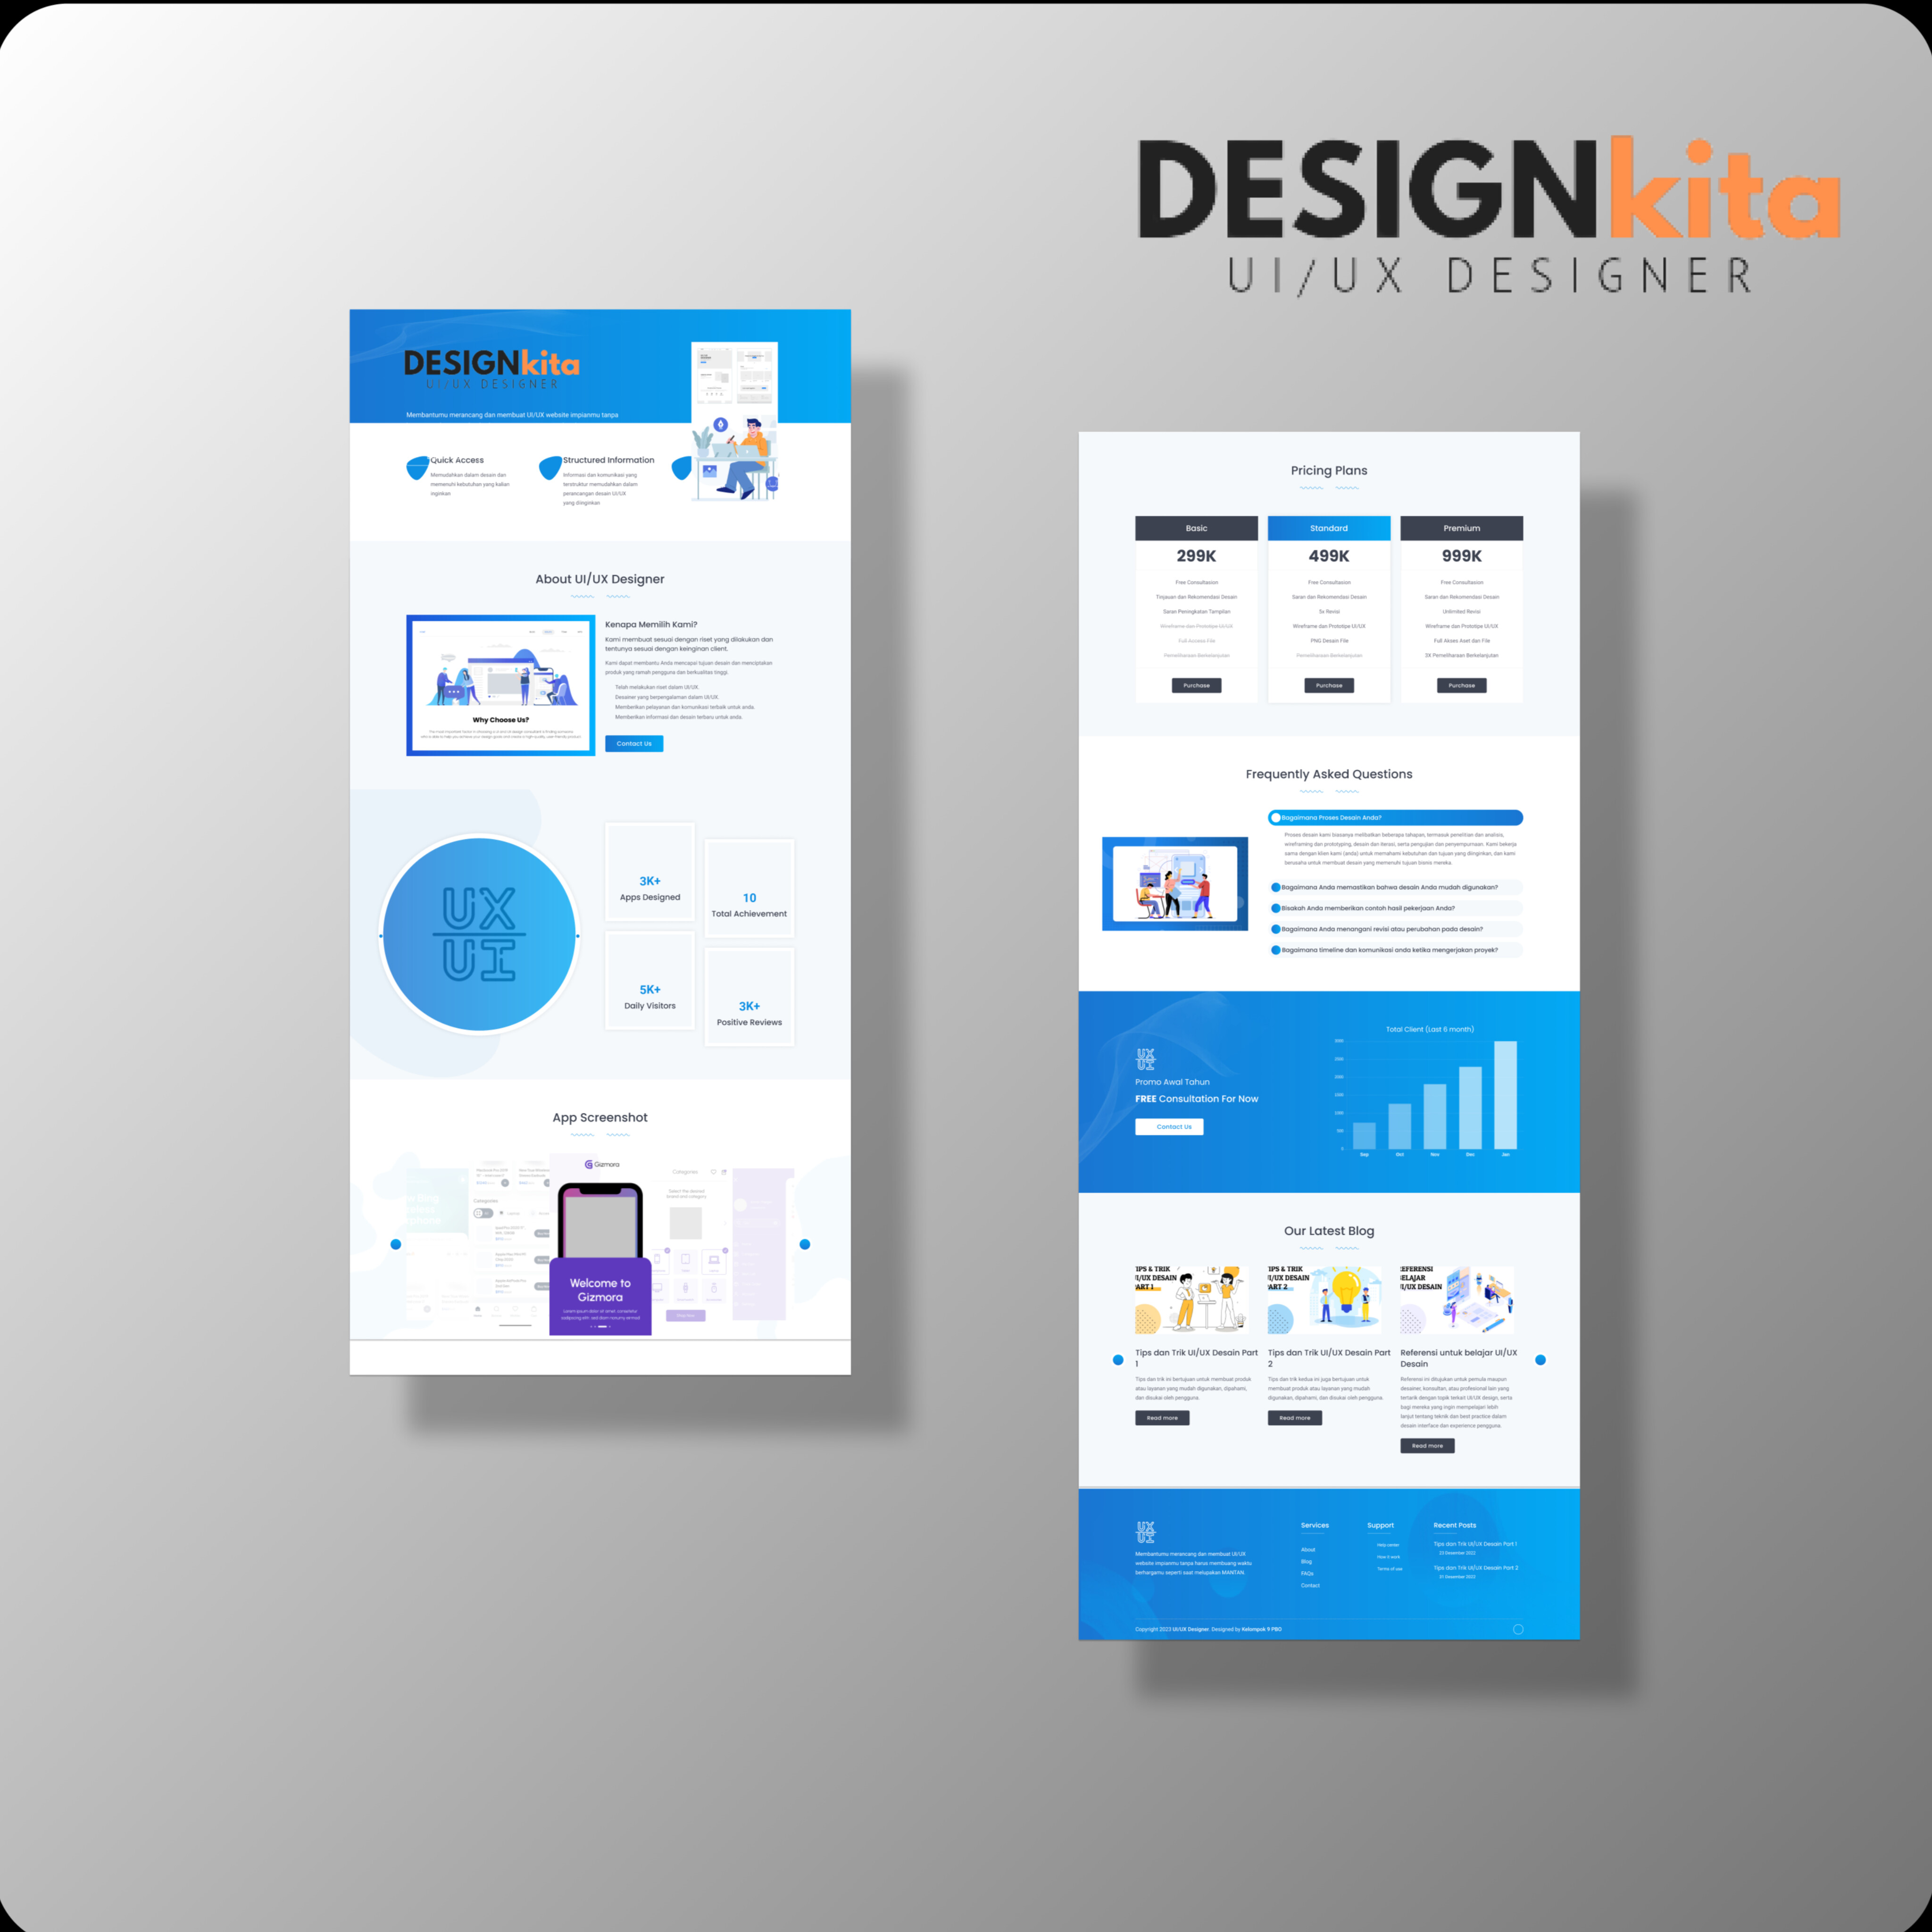 DESIGNkita
UI/UX DESIGNER
DESIGNkita
UI/UX DESIGNER
Membantumu merancang dan membuat UI/UX website impianmu tanpa
Quick Access
Memudahkan dalam desain dan
memenuhi kebutuhan yang kalian
inginkan
Structured Information
Informasi dan komunikasi yang
terstruktur memudahkan dalam
perancangan desain UI/UX
yang diinginkan
About UI/UX Designer
Why Choose Us?
Kenapa Memilih Kami?
Kami membuat sesuai dengan riset yang dilakukan dan
tentunya sesuai dengan keinginan client.
Kami dapat membantu Anda mencapai tujuan desain dan menciptakan
produk yang ramah pengguna dan berkualitas tinggi.
Telah melakukan riset dalam UI/UX.
Desainer yang berpengalaman dalam UI/UX.
Memberikan pelayanan dan komunikasi terbaik untuk anda.
Memberikan informasi dan desain terbaru untuk anda.
Contact Us
UX
UI
3K+
Apps Designed
10
Total Achievement
5K+
Daily Visitors
3K+
Positive Reviews
App Screenshot
Gizmora
Categories
Select the desired
brand and category
Categories
Welcome to
Gizmora
Pricing Plans
Basic
299K
Free Consultasion
Tinjauan dan Rekomendasi Desain
Saran Peningkatan Tampilan
Wireframe dan Prototipe UI/UX
Full Access File
Pemeliharaan Berkelanjutan
Purchase
Standard
499K
Free Consultasion
Saran dan Rekomendasi Desain
5x Revisi
Wireframe dan Prototipe UI/UX
PNG Desain File
Pemeliharaan Berkelanjutan
Purchase
Premium
999K
Free Consultasion
Saran dan Rekomendasi Desain
Unlimited Revisi
Wireframe dan Prototipe UI/UX
Full Akses Aset dan File
3X Pemeliharaan Berkelanjutan
Purchase
Frequently Asked Questions
Bagaimana Proses Desain Anda?
Proses desain kami biasanya melibatkan beberapa tahapan, termasuk penelitian dan analisis,
wireframing dan prototyping, desain dan iterasi, serta pengujian dan penyempurnaan. Kami bekerja
sama dengan klien kami (anda) untuk memahami kebutuhan dan tujuan yang diinginkan, dan kami
berusaha untuk membuat desain yang memenuhi tujuan bisnis mereka.
Bagaimana Anda memastikan bahwa desain Anda mudah digunakan?
Bisakah Anda memberikan contoh hasil pekerjaan Anda?
Bagaimana Anda menangani revisi atau perubahan pada desain?
Bagaimana timeline dan komunikasi anda ketika mengerjakan proyek?
UX
UI
Promo Awal Tahun
FREE Consultation For Now
Contact Us
Total Client (Last 6 month)
3000
2500
2000
1500
1000
500
0
Sep Oct Nov Dec Jan
Our Latest Blog
IPS & TRIK
I/UX DESAIN
ART 1
Tips dan Trik UI/UX Desain Part
1
Tips dan trik ini bertujuan untuk membuat produk
atau layanan yang mudah digunakan, dipahami,
dan disukai oleh pengguna.
Read more
IPS & TRIK
I/UX DESAIN
ART 2
Tips dan Trik UI/UX Desain Part
2
Tips dan trik kedua ini juga bertujuan untuk
membuat produk atau layanan yang mudah
digunakan, dipahami, dan disukai oleh pengguna.
Read more
EFERENSI
ELAJAR
I/UX DESAIN
Referensi untuk belajar UI/UX
Desain
Referensi ini ditujukan untuk pemula maupun
desainer, konsultan, atau profesional lain yang
tertarik dengan topik terkait UI/UX design, serta
bagi mereka yang ingin mempelajari lebih
lanjut tentang teknik dan best practice dalam
desain interface dan experience pengguna.
Read more
UX
UI
Membantumu merancang dan membuat UI/UX
website impianmu tanpa harus membuang waktu
berhargamu seperti saat melupakan MANTAN.
Services
About
Blog
FAQs
Contact
Support
Help center
How it work
Terms of use
Recent Posts
Tips dan Trik UI/UX Desain Part 1
23 Desember 2022
Tips dan Trik UI/UX Desain Part 2
31 Desember 2022
Copyright 2023 UI/UX Designer. Designed by Kelompok 9 PBO